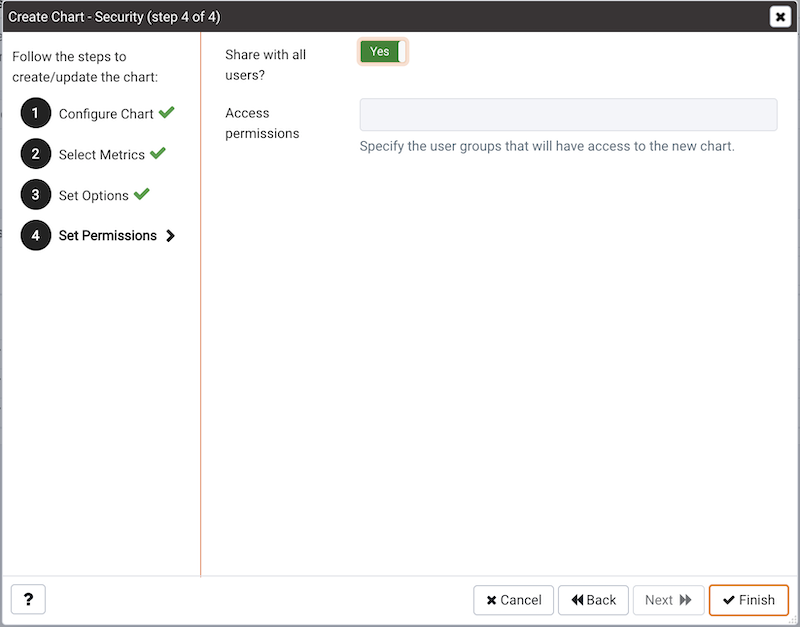 Create Chart - Security (step 4 of 4)
Follow the steps to
create/update the chart:
1 Configure Chart
2 Select Metrics
3 Set Options
4 Set Permissions
Share with all
users?
Yes
Access
permissions
Specify the user groups that will have access to the new chart.
? Cancel Back Next Finish